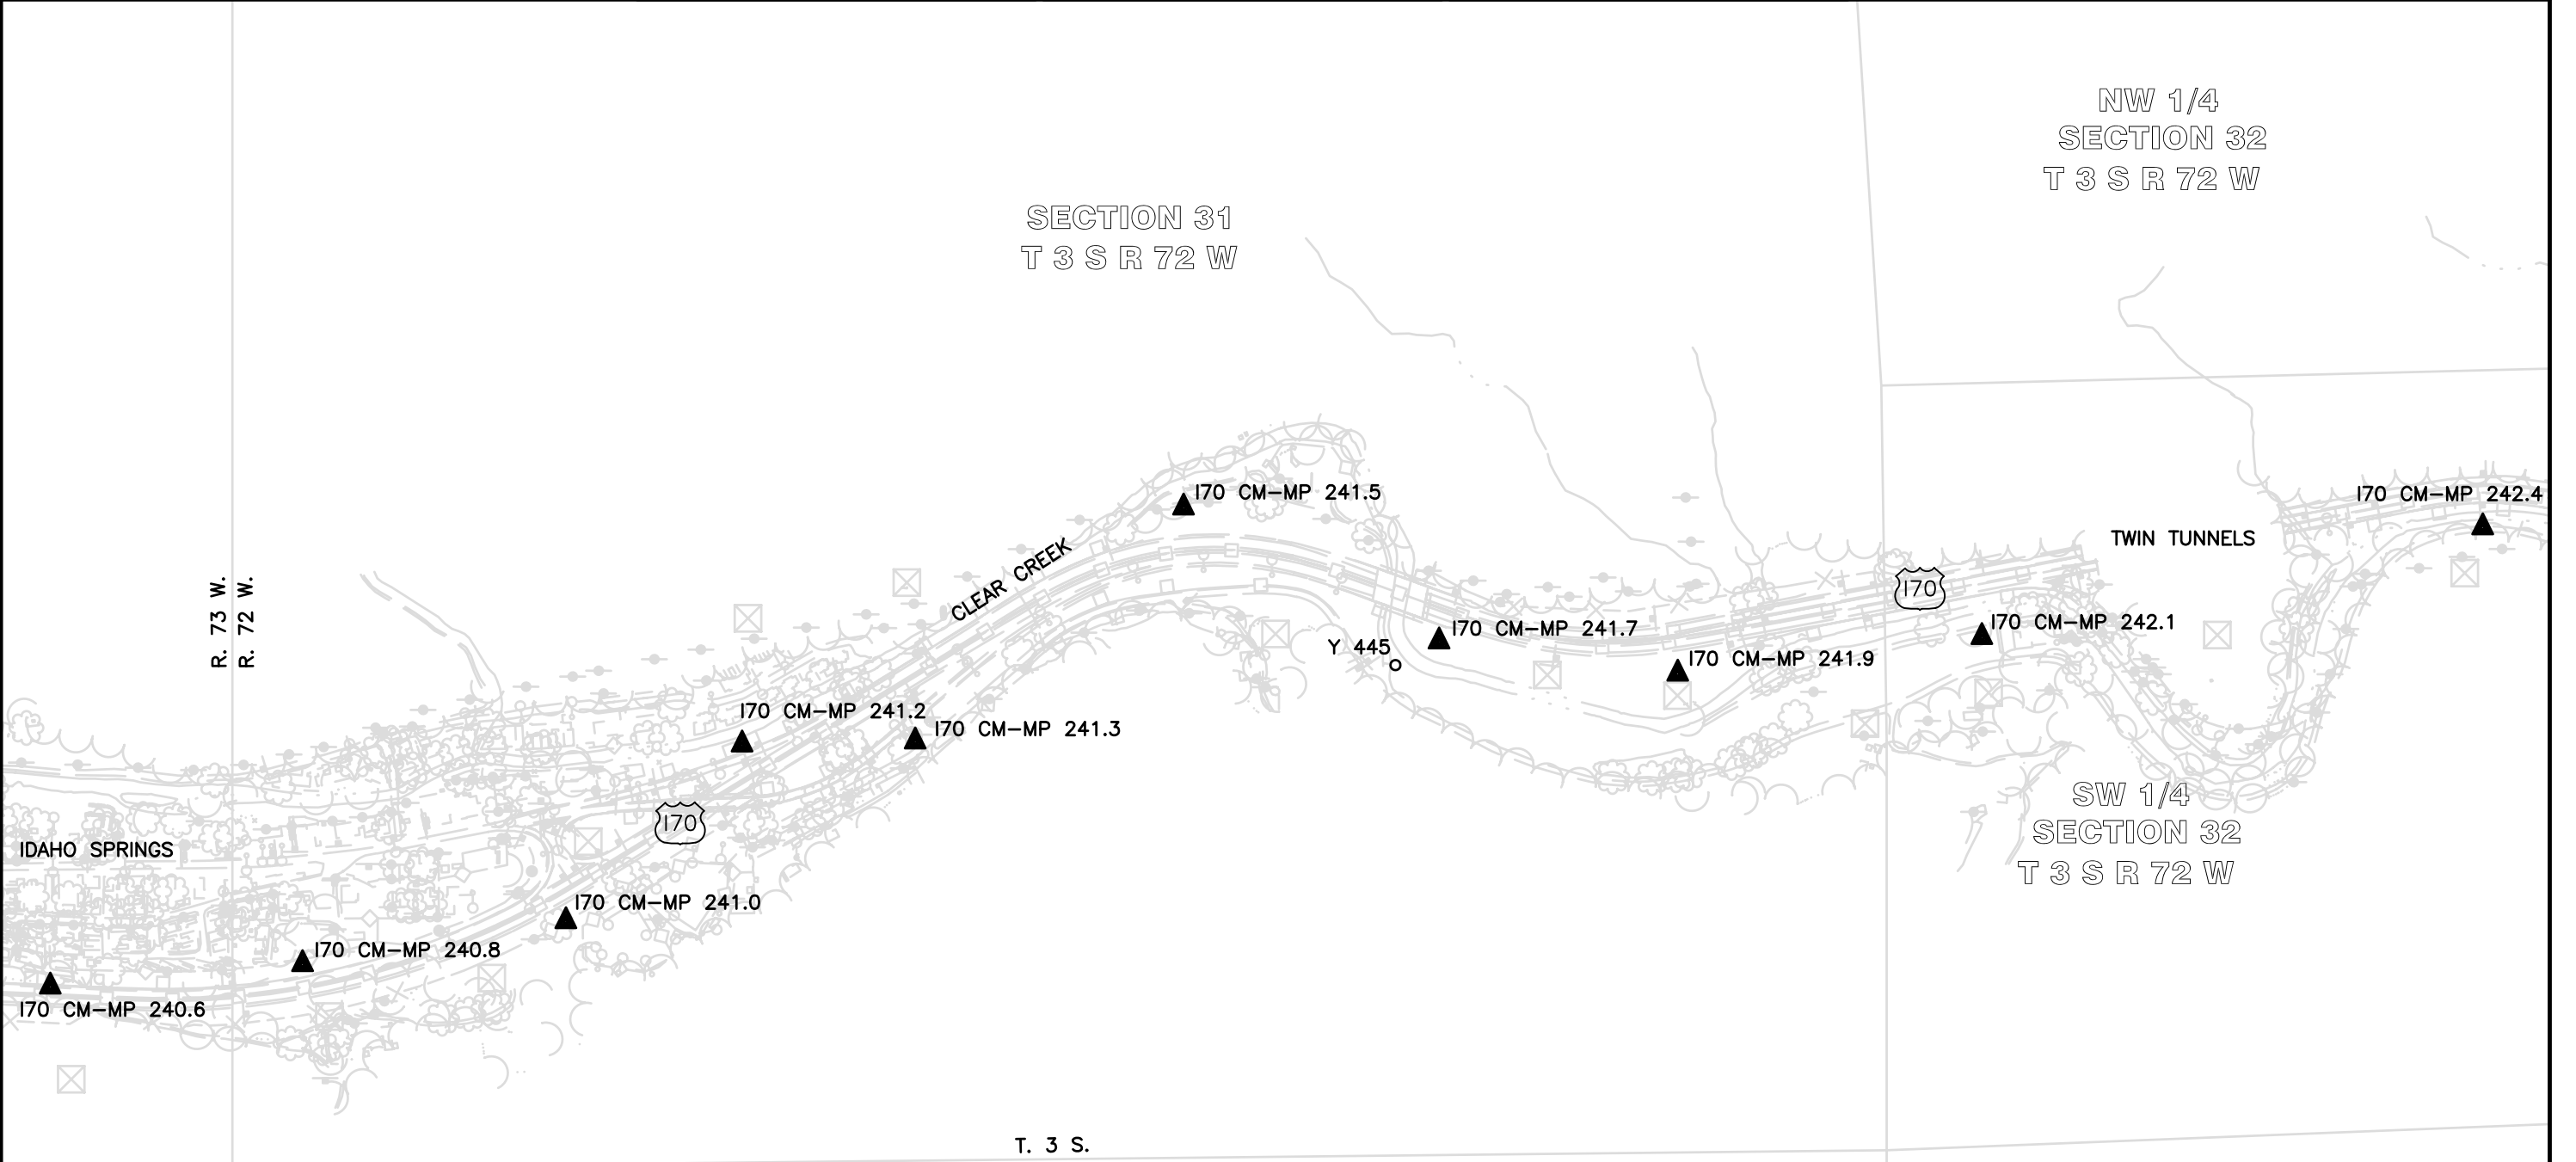 NW 1/4
SECTION 32
T 3 S R 72 W
SECTION 31
T 3 S R 72 W
I70 CM-MP 241.5
I70 CM-MP 242.4
TWIN TUNNELS
CLEAR CREEK
I70
R. 73 W.
R. 72 W.
I70 CM-MP 242.1
I70 CM-MP 241.7
Y 445
I70 CM-MP 241.9
I70 CM-MP 241.2
I70 CM-MP 241.3
SW 1/4
SECTION 32
T 3 S R 72 W
I70
IDAHO SPRINGS
I70 CM-MP 241.0
I70 CM-MP 240.8
I70 CM-MP 240.6
T. 3 S.